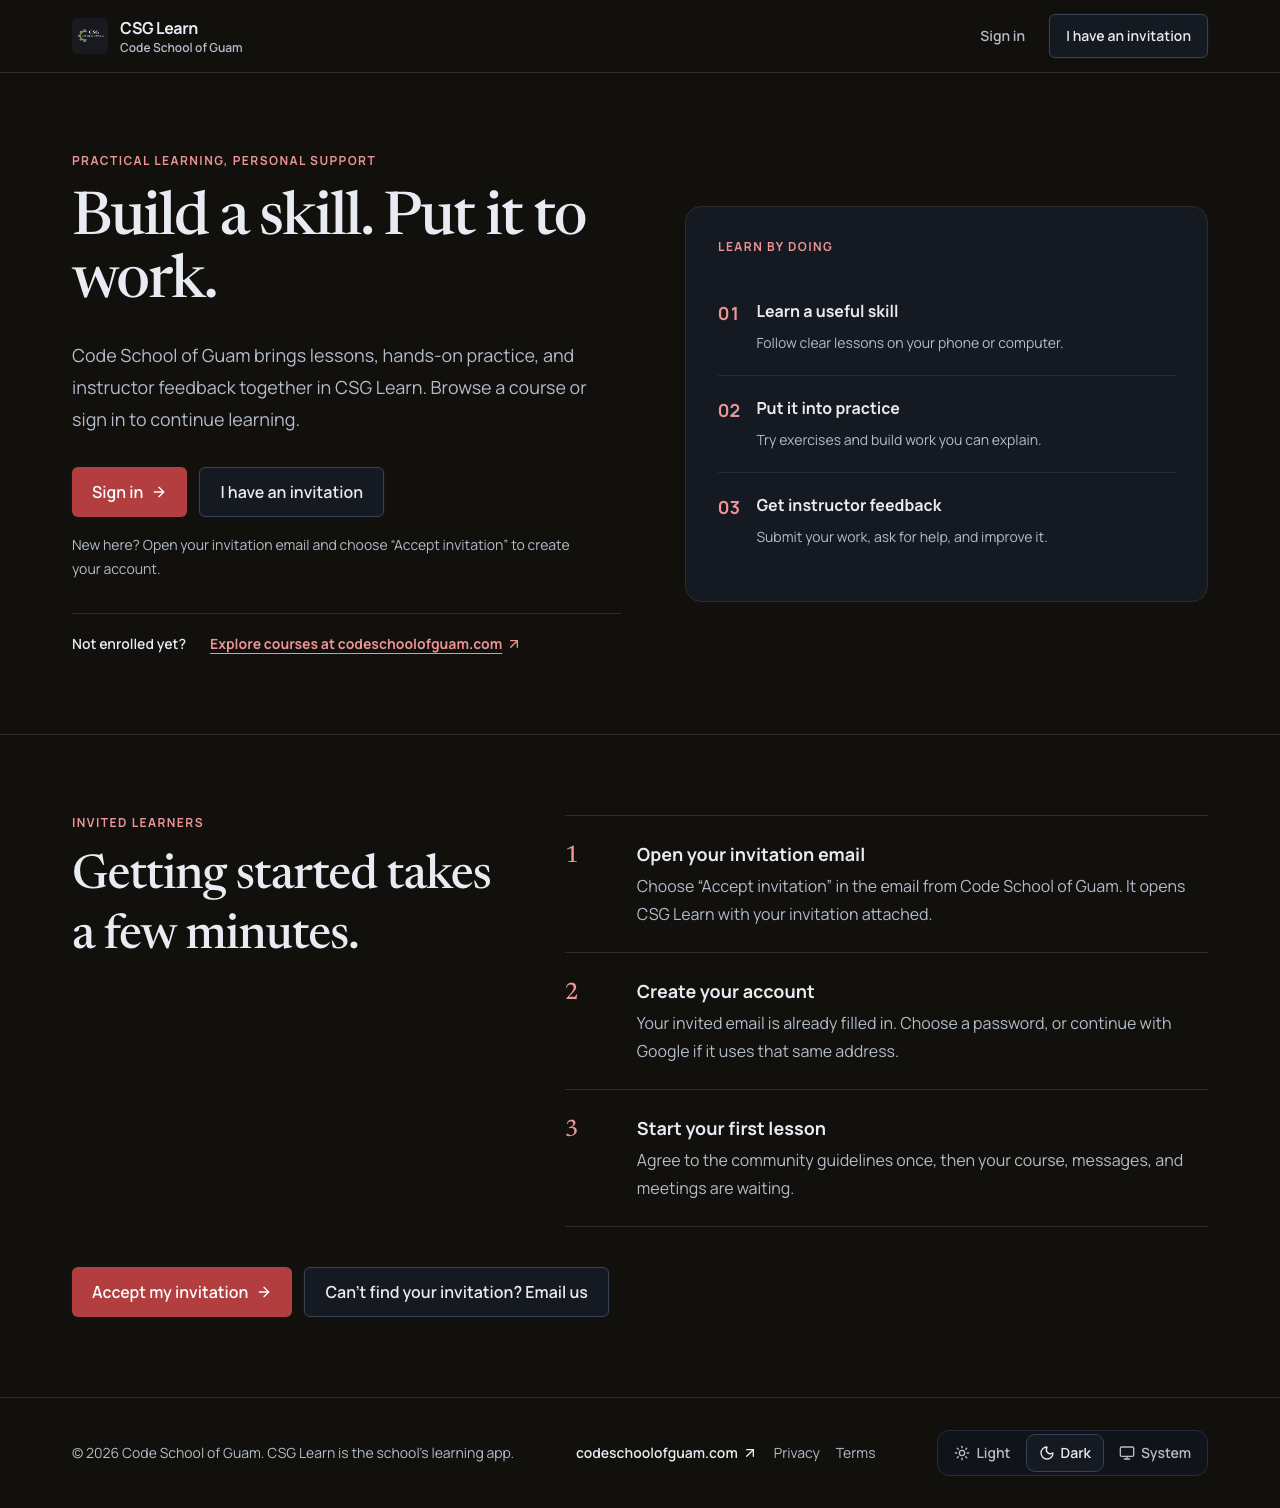 CSG Learn
Code School of Guam
Sign in
I have an invitation
PRACTICAL LEARNING, PERSONAL SUPPORT
Build a skill. Put it to
work.
Code School of Guam brings lessons, hands-on practice, and
instructor feedback together in CSG Learn. Browse a course or
sign in to continue learning.
Sign in
I have an invitation
New here? Open your invitation email and choose “Accept invitation” to create
your account.
Not enrolled yet?
Explore courses at codeschoolofguam.com
LEARN BY DOING
01
Learn a useful skill
Follow clear lessons on your phone or computer.
02
Put it into practice
Try exercises and build work you can explain.
03
Get instructor feedback
Submit your work, ask for help, and improve it.
INVITED LEARNERS
Getting started takes
a few minutes.
1
Open your invitation email
Choose “Accept invitation” in the email from Code School of Guam. It opens
CSG Learn with your invitation attached.
2
Create your account
Your invited email is already filled in. Choose a password, or continue with
Google if it uses that same address.
3
Start your first lesson
Agree to the community guidelines once, then your course, messages, and
meetings are waiting.
Accept my invitation
Can’t find your invitation? Email us
© 2026 Code School of Guam. CSG Learn is the school’s learning app.
codeschoolofguam.com
Privacy
Terms
Light
Dark
System